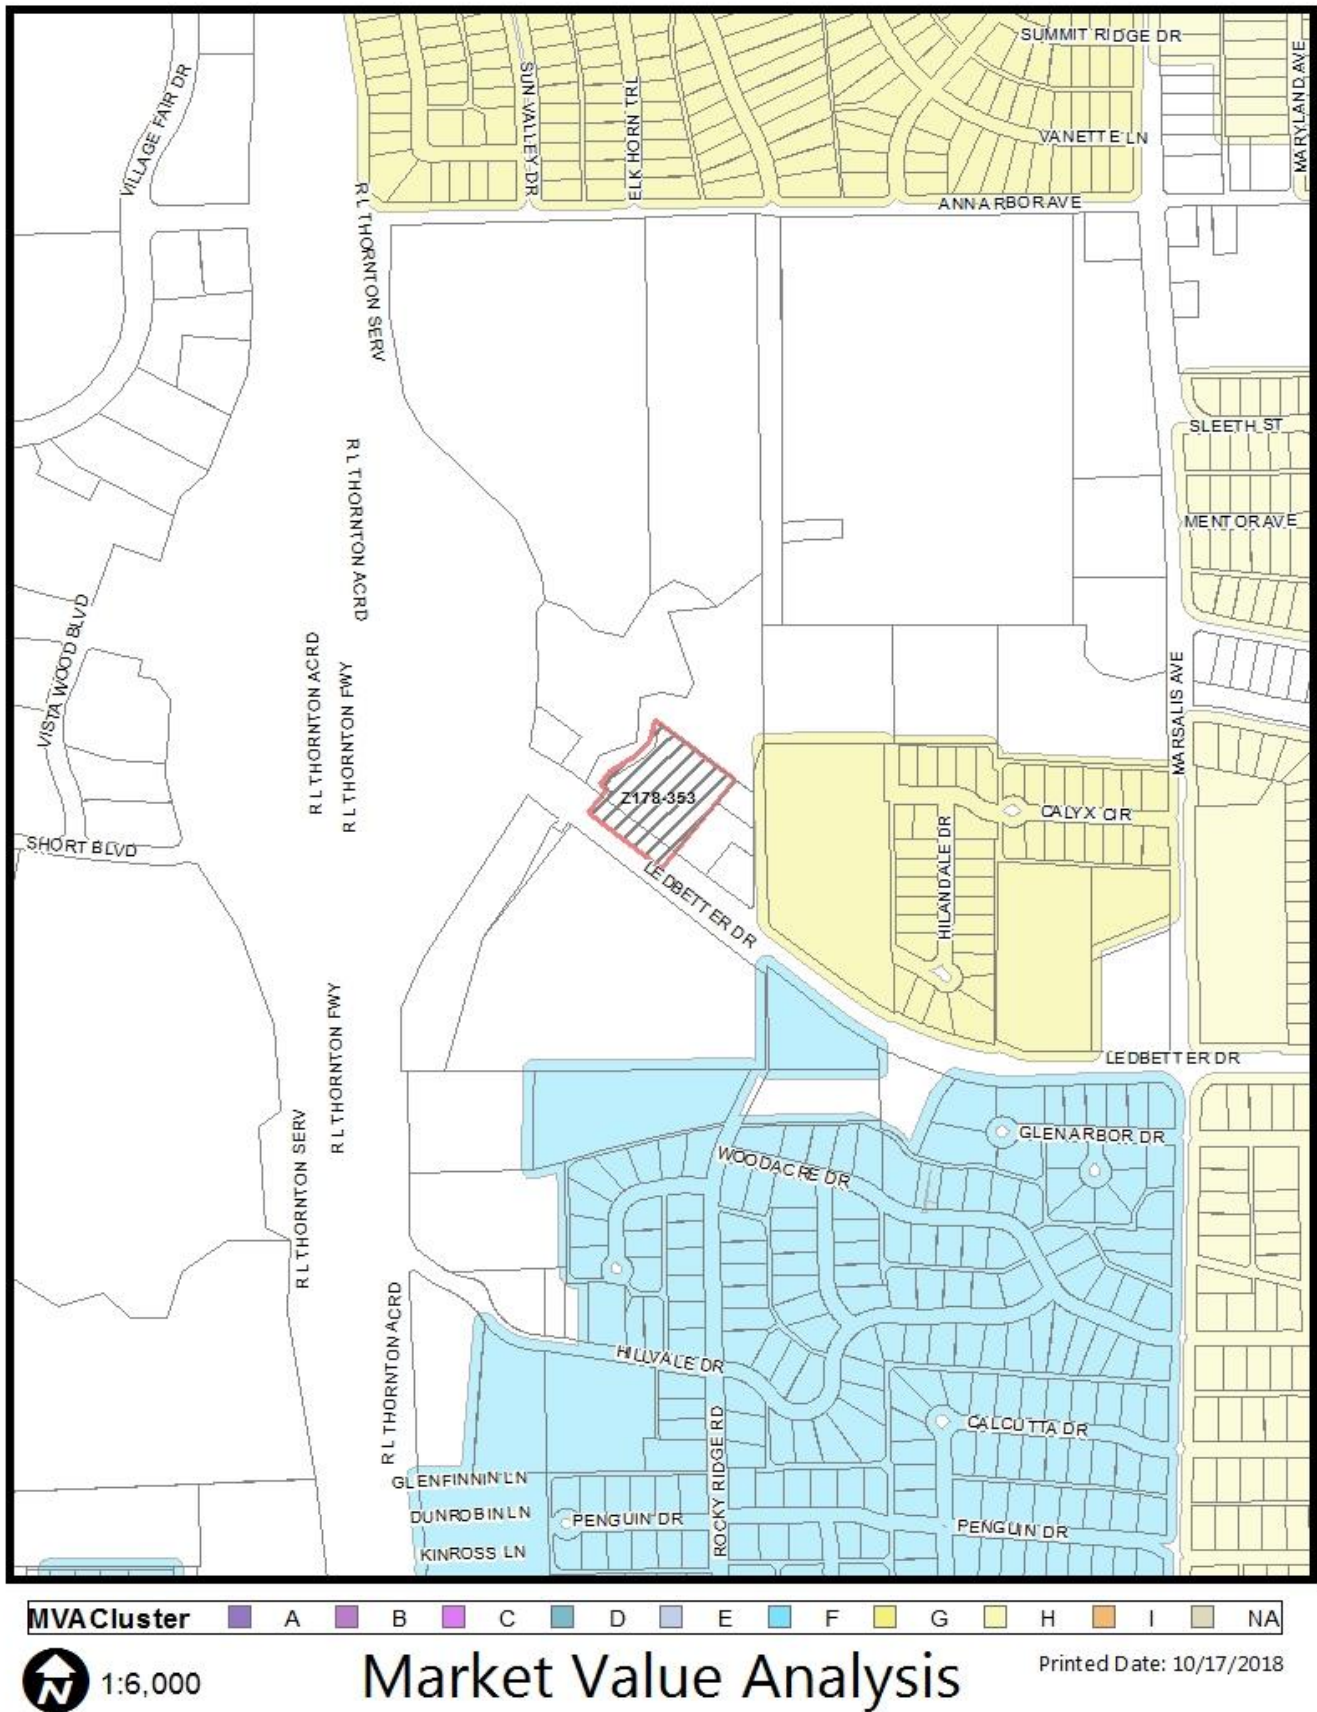 SUMMIT RIDGE DR
MARYLAND AVE
VILLAGE FAIR DR
SUN VALLEY DR
ELK HORN TRL
VANETTE LN
ANN ARBOR AVE
R L THORNTON SERV
SLEETH ST
R L THORNTON ACRD
MENTOR AVE
VISTA WOOD BLVD
R L THORNTON ACRD
R L THORNTON FWY
MARSALIS AVE
Z178-353
CALYX CIR
SHORT BLVD
HILANDALE DR
LEDBETTER DR
R L THORNTON FWY
LEDBETTER DR
GLENARBOR DR
R L THORNTON SERV
WOODACRE DR
R L THORNTON ACRD
HILLVALE DR
ROCKY RIDGE RD
CALCUTTA DR
GLENFINNIN LN
DUNROBIN LN
PENGUIN DR
PENGUIN DR
KINROSS LN
MVA Cluster A B C D E F G H I NA
N
1:6,000
Market Value Analysis
Printed Date: 10/17/2018